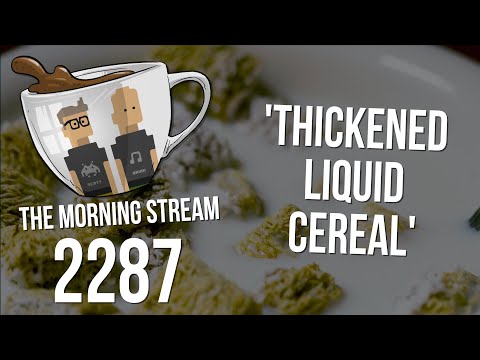 THE MORNING STREAM
2287
'THICKENED
LIQUID
CEREAL'